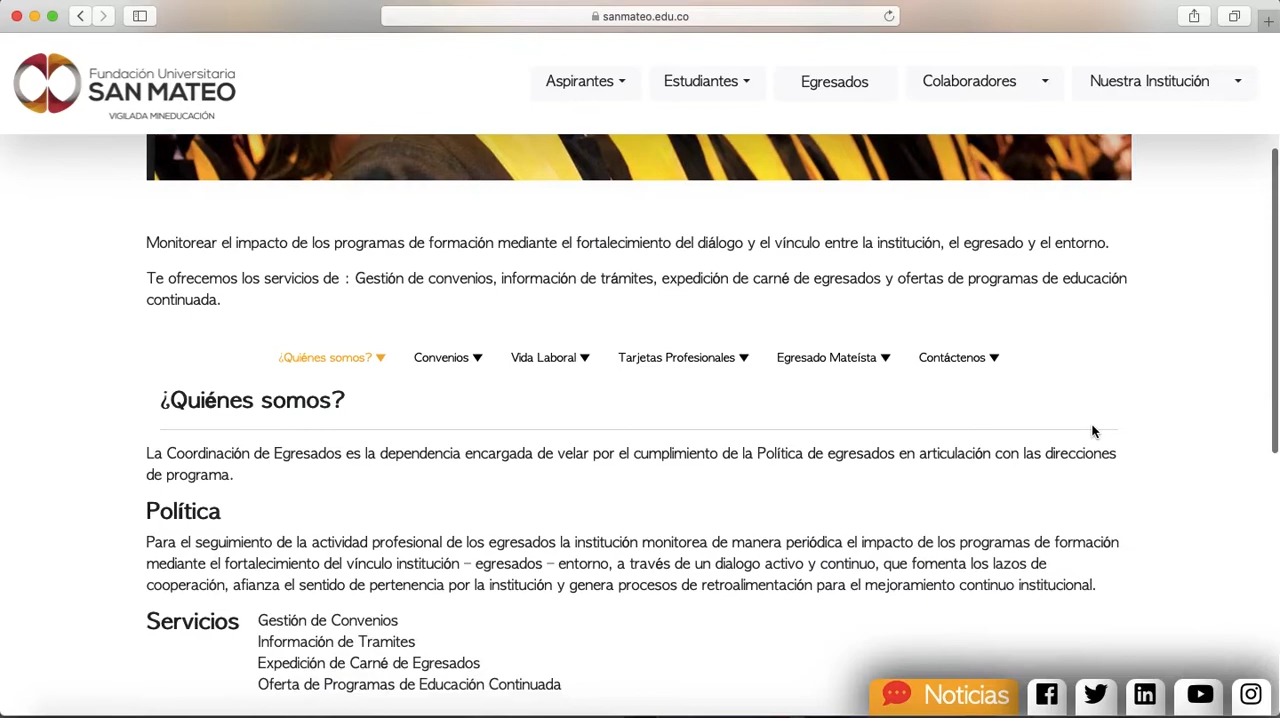 sanmateo.edu.co
Fundación Universitaria
SAN MATEO
VIGILADA MINEDUCACIÓN
Aspirantes
Estudiantes
Egresados
Colaboradores
Nuestra Institución
Monitorear el impacto de los programas de formación mediante el fortalecimiento del diálogo y el vínculo entre la institución, el egresado y el entorno.
Te ofrecemos los servicios de : Gestión de convenios, información de trámites, expedición de carné de egresados y ofertas de programas de educación
continuada.
¿Quiénes somos? ▼ Convenios ▼ Vida Laboral ▼ Tarjetas Profesionales ▼ Egresado Mateísta ▼ Contáctenos ▼
¿Quiénes somos?
La Coordinación de Egresados es la dependencia encargada de velar por el cumplimiento de la Política de egresados en articulación con las direcciones
de programa.
Política
Para el seguimiento de la actividad profesional de los egresados la institución monitorea de manera periódica el impacto de los programas de formación
mediante el fortalecimiento del vínculo institución – egresados – entorno, a través de un dialogo activo y continuo, que fomenta los lazos de
cooperación, afianza el sentido de pertenencia por la institución y genera procesos de retroalimentación para el mejoramiento continuo institucional.
Servicios
Gestión de Convenios
Información de Tramites
Expedición de Carné de Egresados
Oferta de Programas de Educación Continuada
Noticias